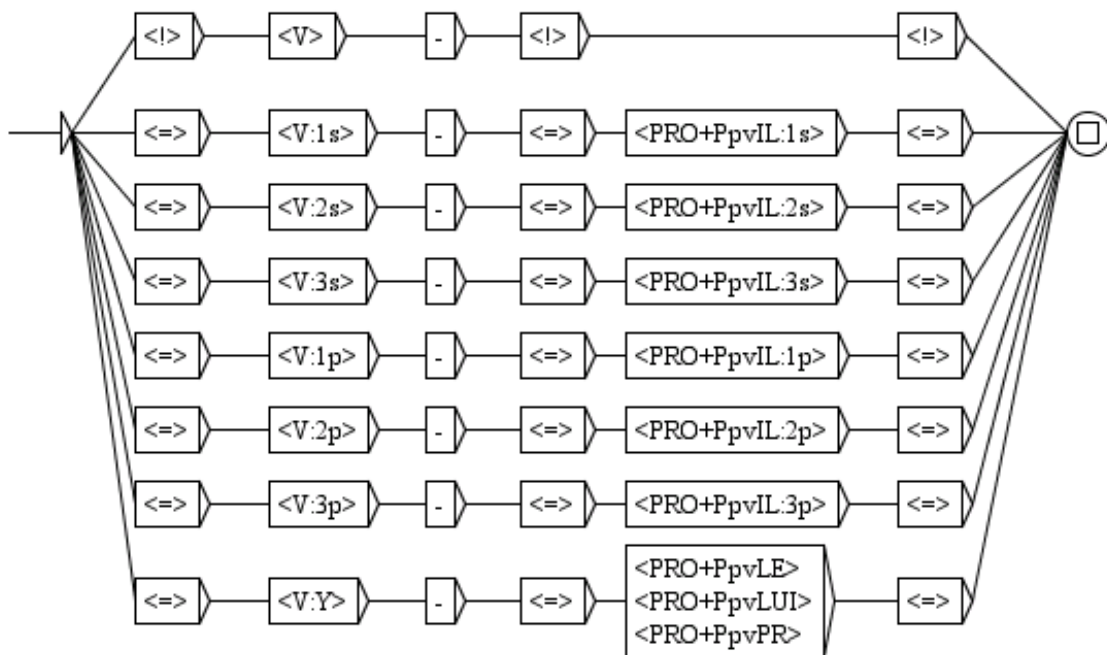 <!> <V> - <!> <!>
<=> <V:1s> - <=> <PRO+PpvIL:1s> <=>
<=> <V:2s> - <=> <PRO+PpvIL:2s> <=>
<=> <V:3s> - <=> <PRO+PpvIL:3s> <=>
<=> <V:1p> - <=> <PRO+PpvIL:1p> <=>
<=> <V:2p> - <=> <PRO+PpvIL:2p> <=>
<=> <V:3p> - <=> <PRO+PpvIL:3p> <=>
<PRO+PpvLE>
<=> <V:Y> - <=> <PRO+PpvLUI> <=>
<PRO+PpvPR>